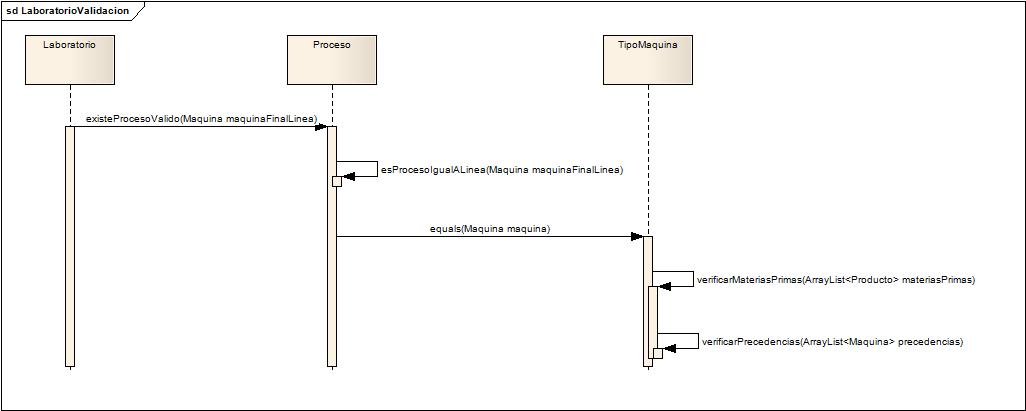 sd LaboratorioValidacion
Laboratorio
Proceso
TipoMaquina
existeProcesoValido(Maquina maquinaFinalLinea)
esProcesoIgualALinea(Maquina maquinaFinalLinea)
equals(Maquina maquina)
verificarMateriasPrimas(ArrayList<Producto> materiasPrimas)
verificarPrecedencias(ArrayList<Maquina> precedencias)